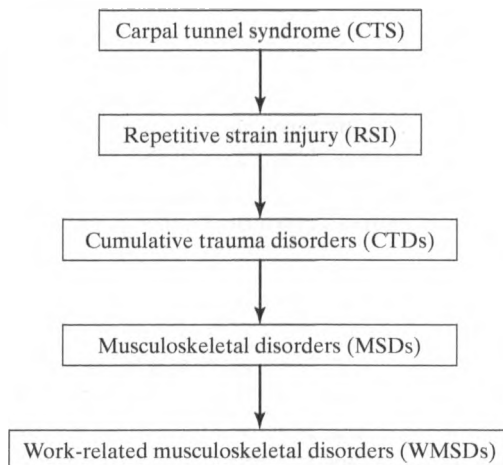 Carpal tunnel syndrome (CTS)
Repetitive strain injury (RSI)
Cumulative trauma disorders (CTDs)
Musculoskeletal disorders (MSDs)
Work-related musculoskeletal disorders (WMSDs)